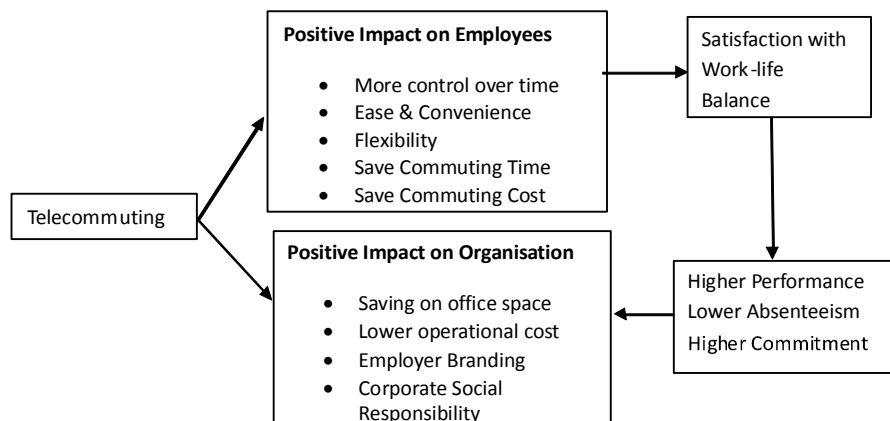 Positive Impact on Employees
• More control over time
• Ease & Convenience
• Flexibility
• Save Commuting Time
• Save Commuting Cost
Satisfaction with
Work-life
Balance
Telecommuting
Positive Impact on Organisation
• Saving on office space
• Lower operational cost
• Employer Branding
• Corporate Social
Responsibility
Higher Performance
Lower Absenteeism
Higher Commitment